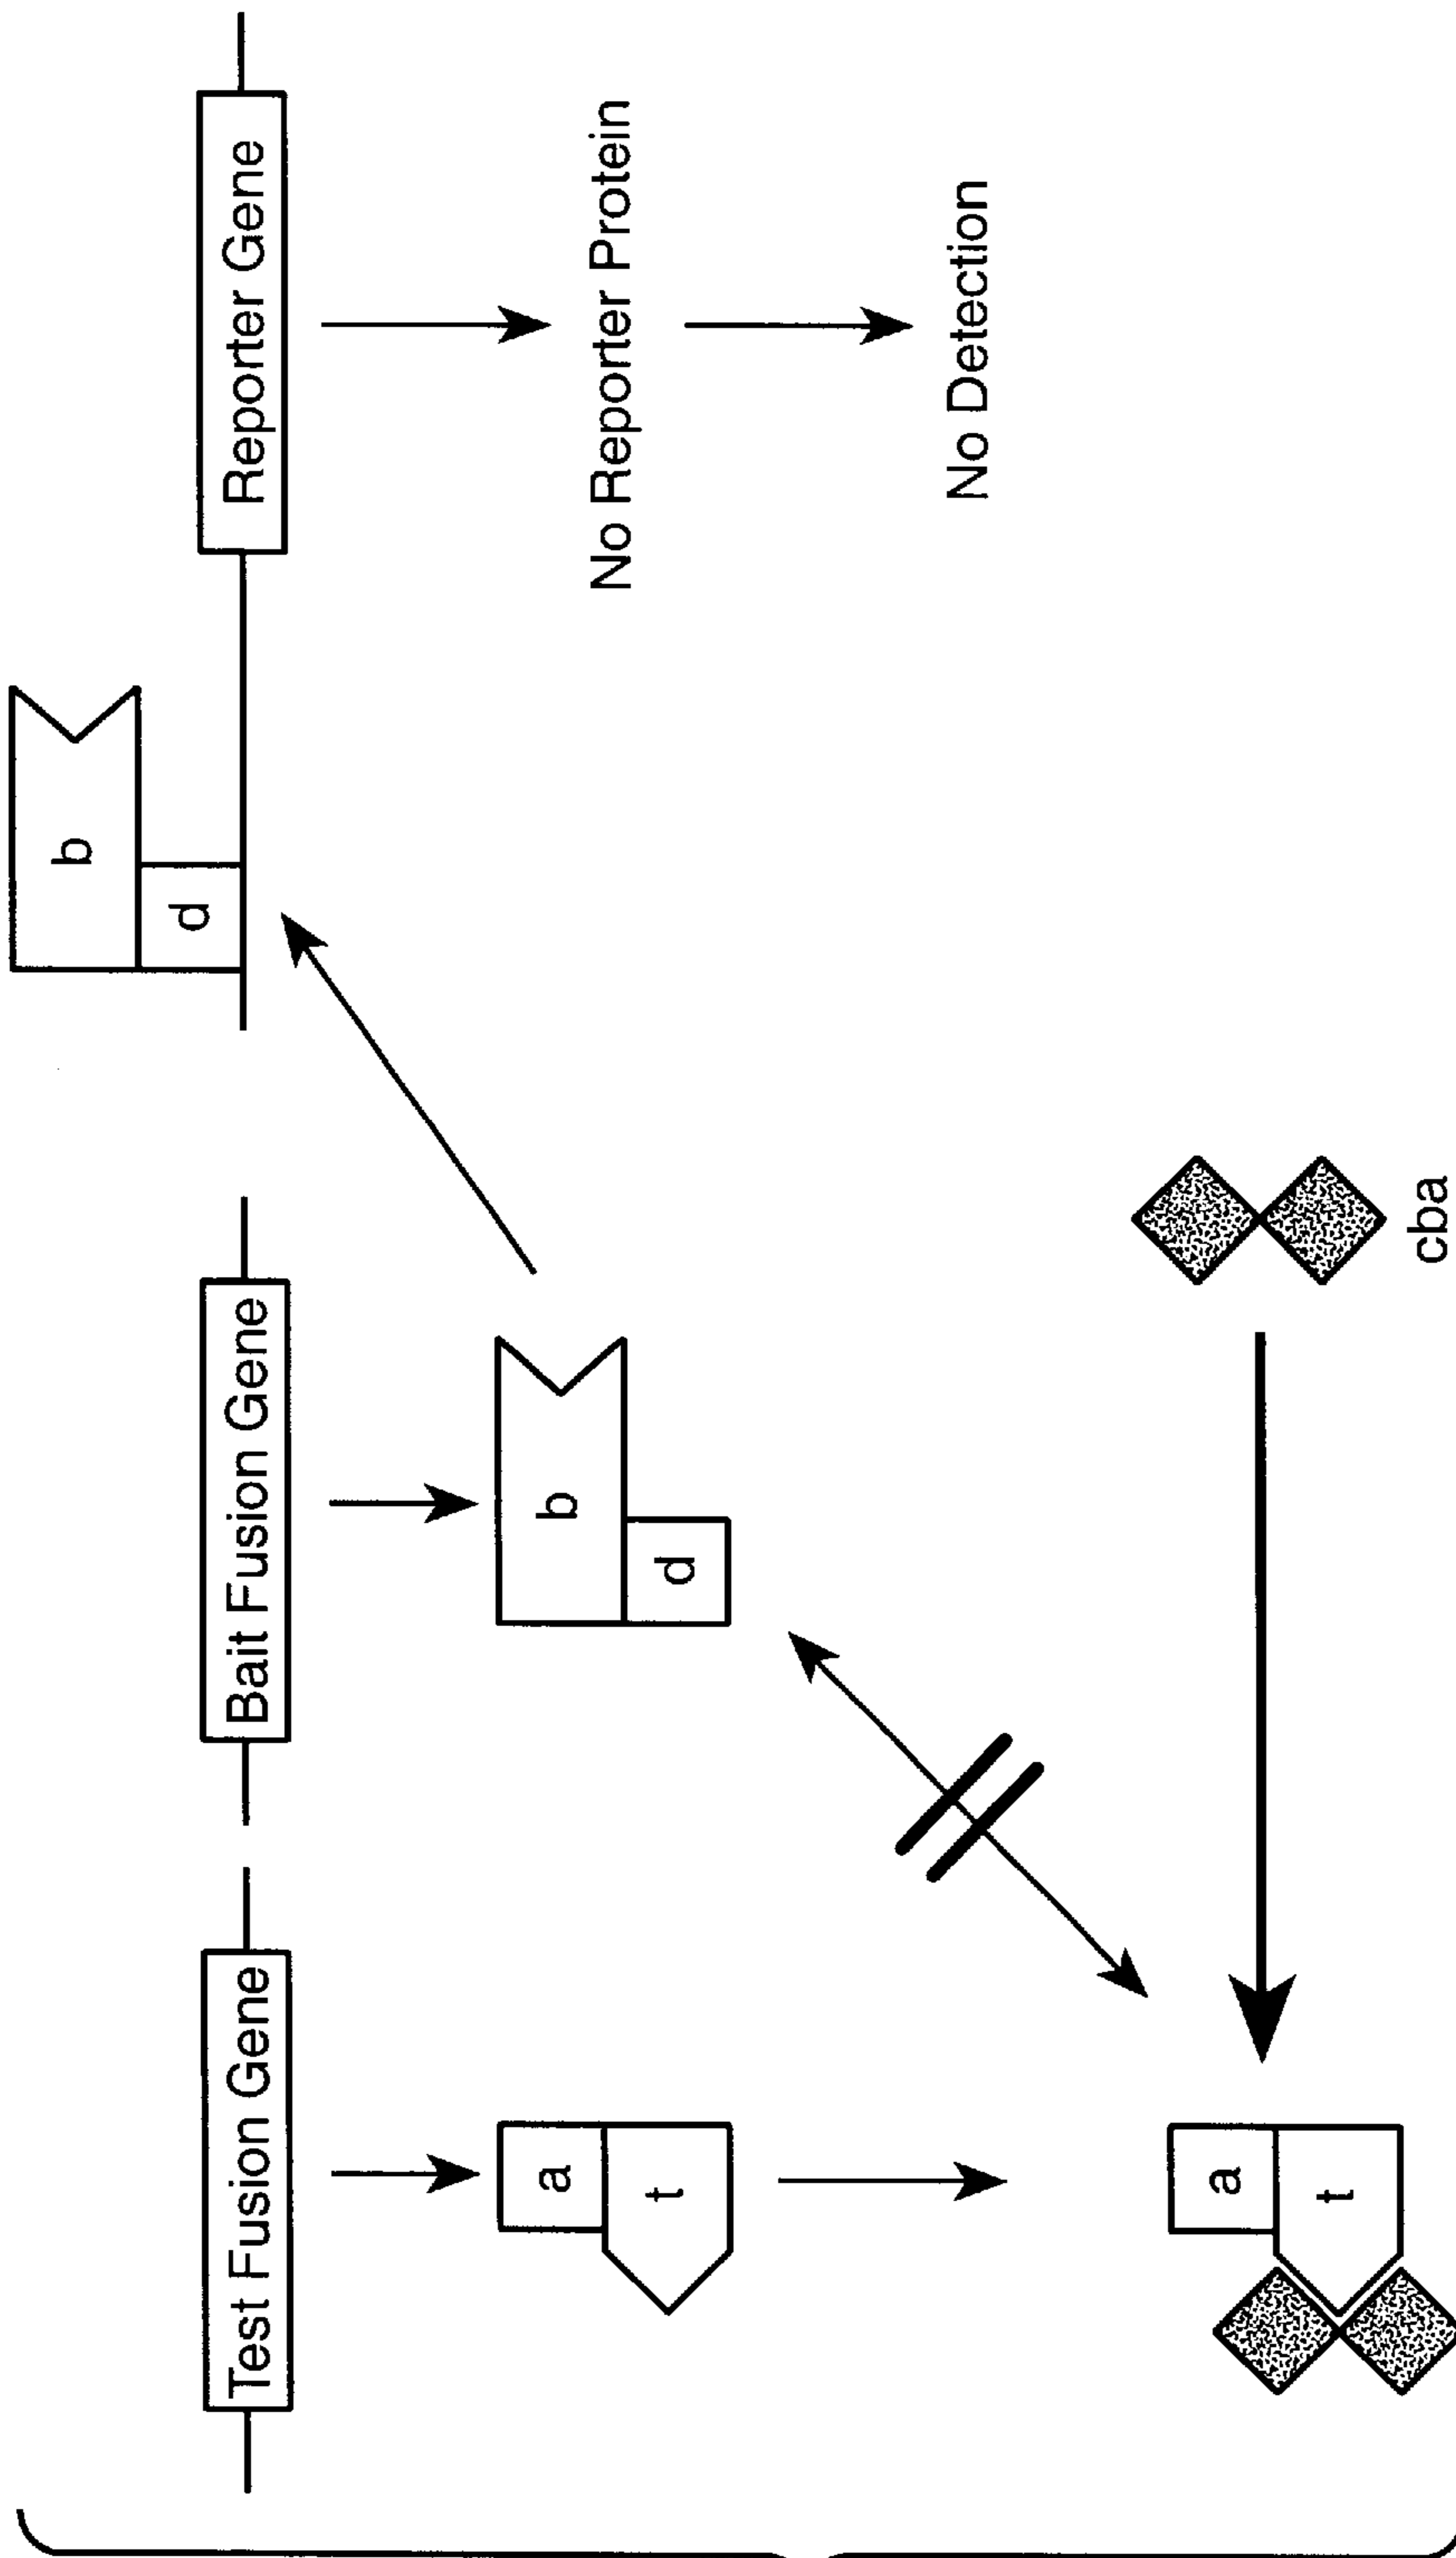 b
d
Test Fusion Gene
Bait Fusion Gene
Reporter Gene
a
b
t
d
No Reporter Protein
No Detection
a
t
cba